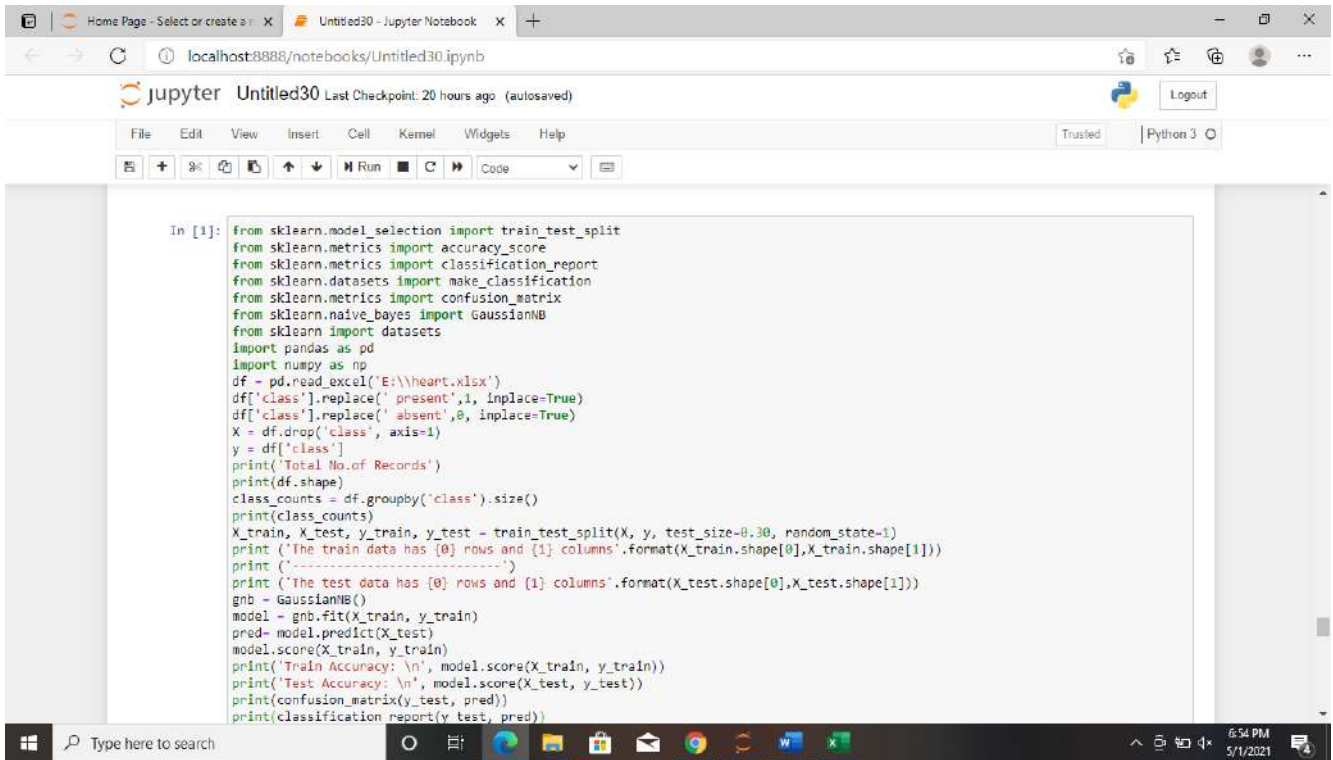 Home Page - Select or create a n
Untitled30 - Jupyter Notebook
localhost:8888/notebooks/Untitled30.ipynb
jupyter Untitled30 Last Checkpoint: 20 hours ago (autosaved)
Logout
File Edit View Insert Cell Kernel Widgets Help
Trusted
Python 3
Run
Code
In [1]: from sklearn.model_selection import train_test_split
from sklearn.metrics import accuracy_score
from sklearn.metrics import classification_report
from sklearn.datasets import make_classification
from sklearn.metrics import confusion_matrix
from sklearn.naive_bayes import GaussianNB
from sklearn import datasets
import pandas as pd
import numpy as np
df = pd.read_excel('E:\\heart.xlsx')
df['class'].replace(' present',1, inplace=True)
df['class'].replace(' absent',0, inplace=True)
X = df.drop('class', axis=1)
y = df['class']
print('Total No.of Records')
print(df.shape)
class_counts = df.groupby('class').size()
print(class_counts)
X_train, X_test, y_train, y_test = train_test_split(X, y, test_size=0.30, random_state=1)
print ('The train data has {0} rows and {1} columns'.format(X_train.shape[0],X_train.shape[1]))
print ('----------------------------')
print ('The test data has {0} rows and {1} columns'.format(X_test.shape[0],X_test.shape[1]))
gnb = GaussianNB()
model = gnb.fit(X_train, y_train)
pred= model.predict(X_test)
model.score(X_train, y_train)
print('Train Accuracy: \n', model.score(X_train, y_train))
print('Test Accuracy: \n', model.score(X_test, y_test))
print(confusion_matrix(y_test, pred))
print(classification_report(y_test, pred))
Type here to search
6:54 PM
5/1/2021